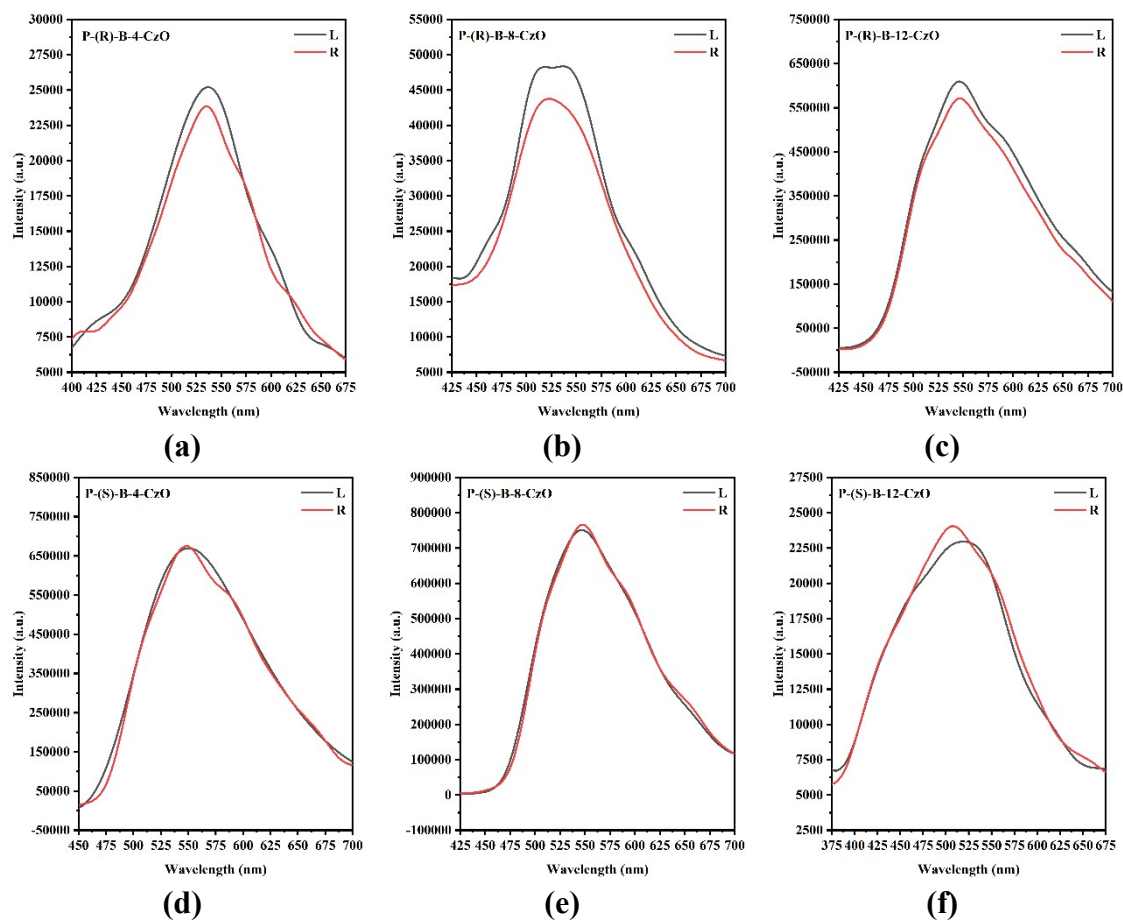 P-(R)-B-4-CzO
L
R
30000
27500
25000
22500
20000
17500
15000
12500
10000
7500
5000
Intensity (a.u.)
400 425 450 475 500 525 550 575 600 625 650 675
Wavelength (nm)
(a)
P-(R)-B-8-CzO
L
R
55000
50000
45000
40000
35000
30000
25000
20000
15000
10000
5000
Intensity (a.u.)
425 450 475 500 525 550 575 600 625 650 675 700
Wavelength (nm)
(b)
P-(R)-B-12-CzO
L
R
750000
650000
550000
450000
350000
250000
150000
50000
-50000
Intensity (a.u.)
425 450 475 500 525 550 575 600 625 650 675 700
Wavelength (nm)
(c)
P-(S)-B-4-CzO
L
R
850000
750000
650000
550000
450000
350000
250000
150000
50000
-50000
Intensity (a.u.)
450 475 500 525 550 575 600 625 650 675 700
Wavelength (nm)
(d)
P-(S)-B-8-CzO
L
R
900000
800000
700000
600000
500000
400000
300000
200000
100000
0
-100000
Intensity (a.u.)
425 450 475 500 525 550 575 600 625 650 675 700
Wavelength (nm)
(e)
P-(S)-B-12-CzO
L
R
27500
25000
22500
20000
17500
15000
12500
10000
7500
5000
2500
Intensity (a.u.)
375 400 425 450 475 500 525 550 575 600 625 650 675
Wavelength (nm)
(f)